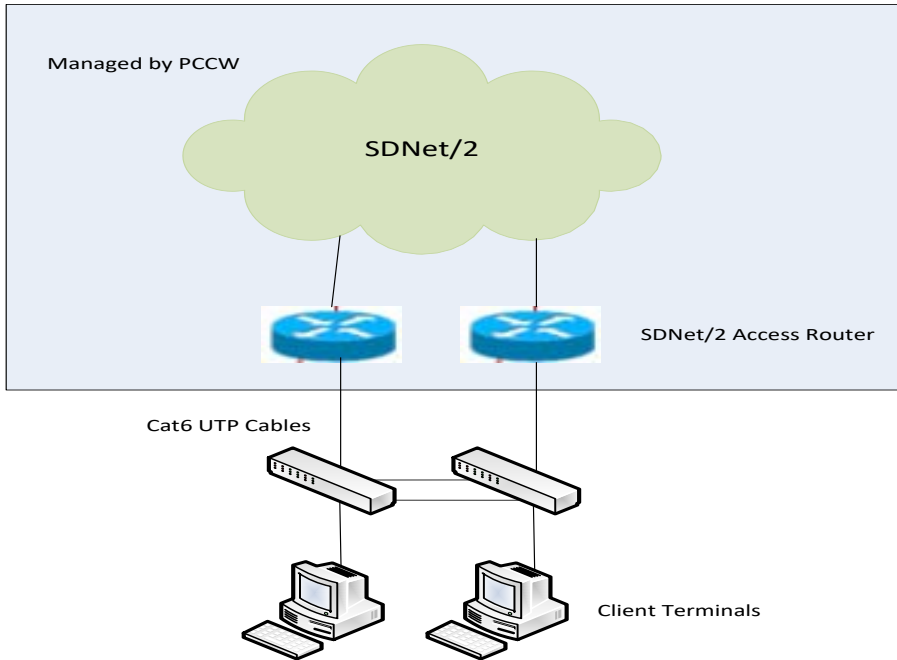 Managed by PCCW
SDNet/2
SDNet/2 Access Router
Cat6 UTP Cables
Client Terminals